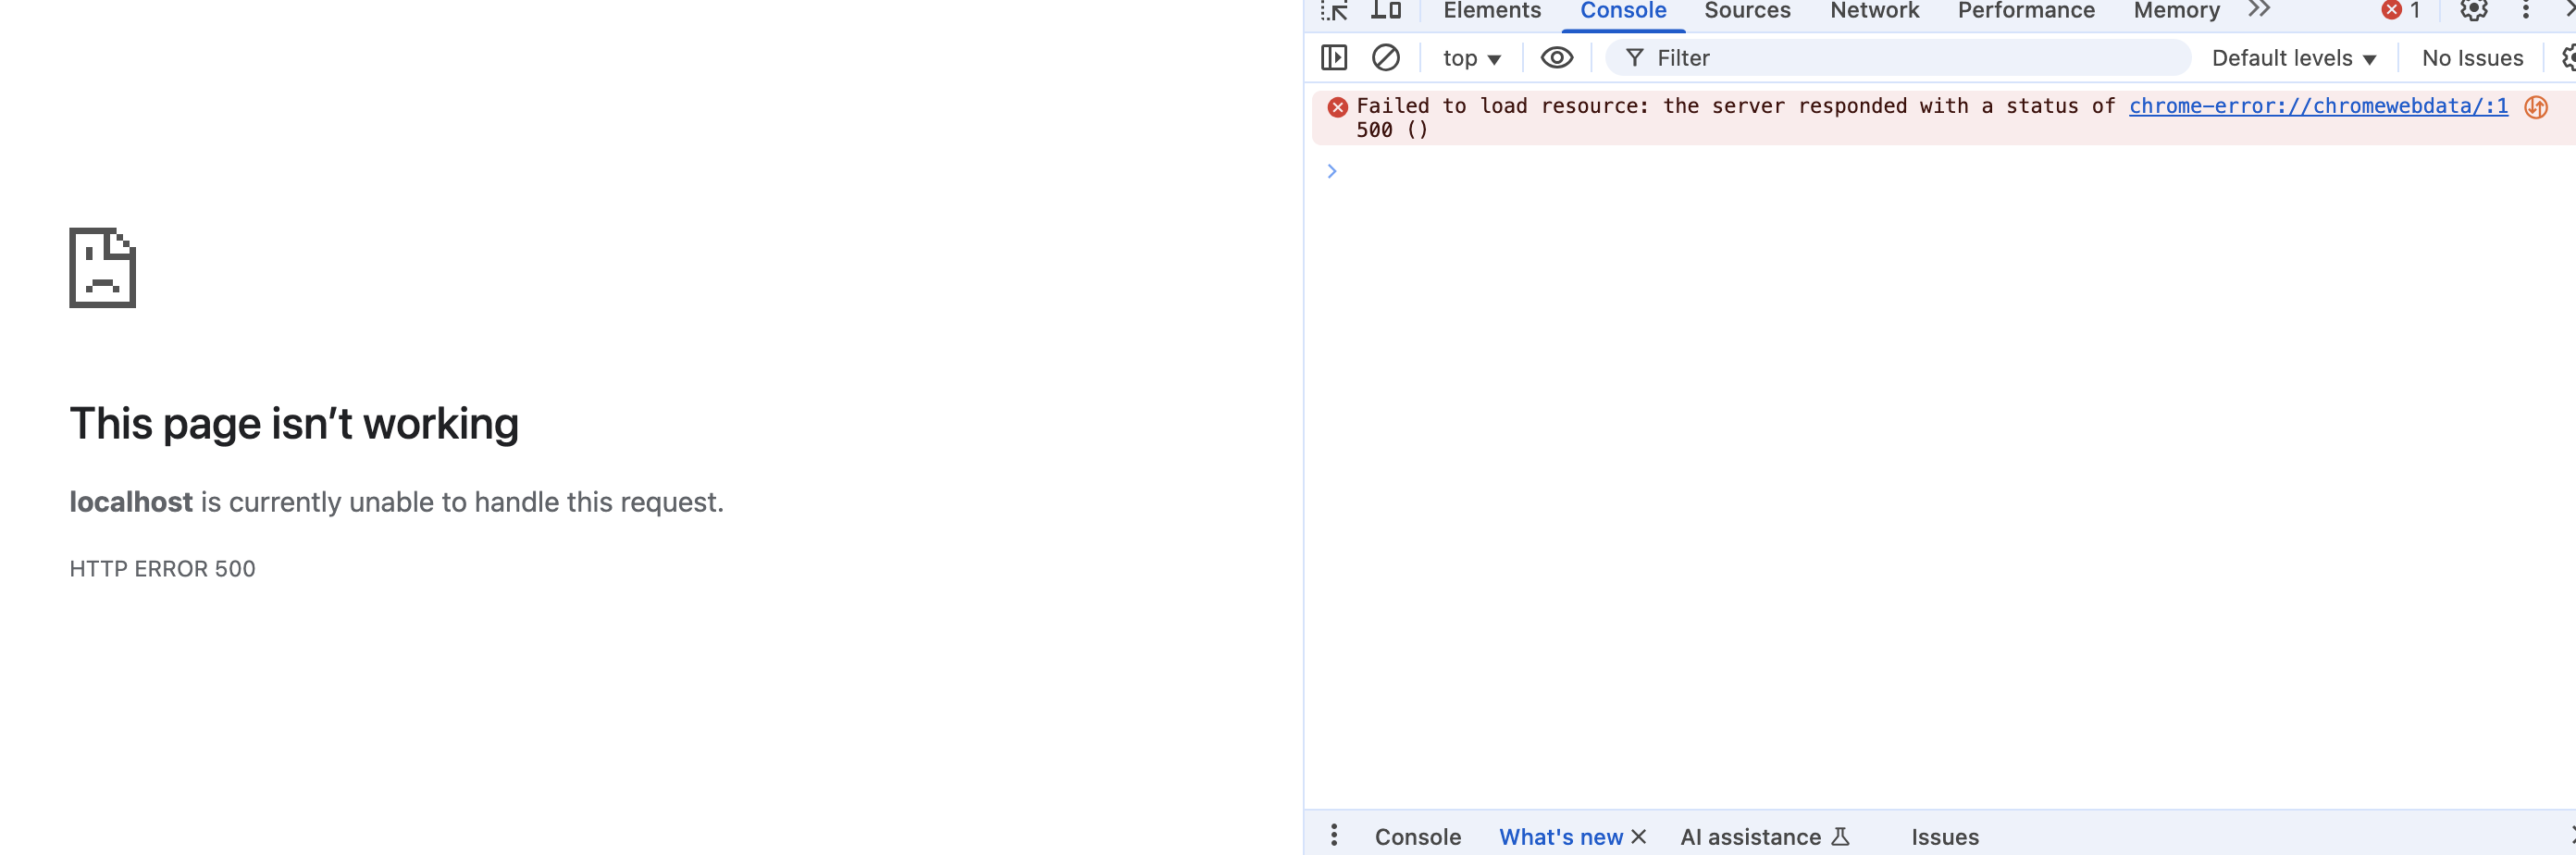 This page isn’t working
localhost is currently unable to handle this request.
HTTP ERROR 500
Elements Console Sources Network Performance Memory 1
top Filter Default levels No Issues
Failed to load resource: the server responded with a status of chrome-error://chromewebdata/:1
500 ()
Console What's new AI assistance Issues